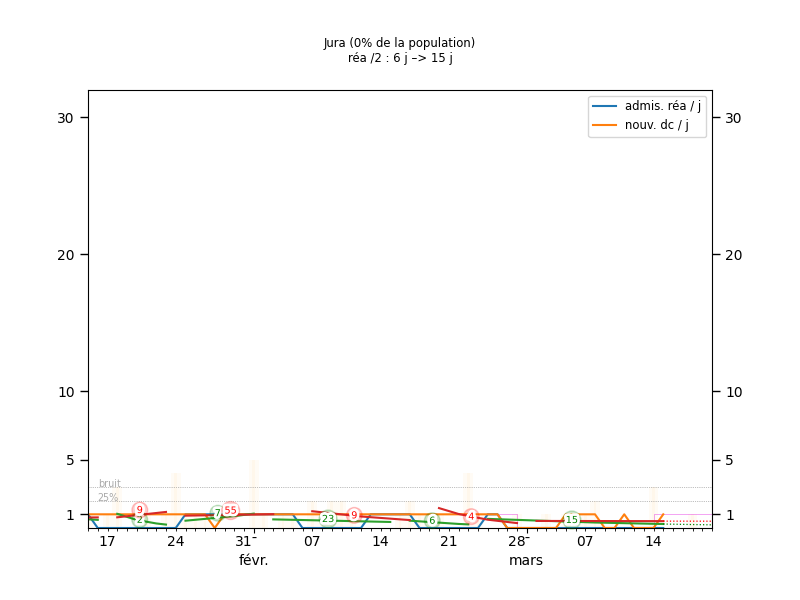 Jura (0% de la population)
réa /2 : 6 j –> 15 j
admis. réa / j
nouv. dc / j
30 30
20 20
10 10
5 5
1 1
bruit
25%
9 2 7 55 23 9 6 4 15
17 24 31- 07 14 21 28- 07 14
févr. mars